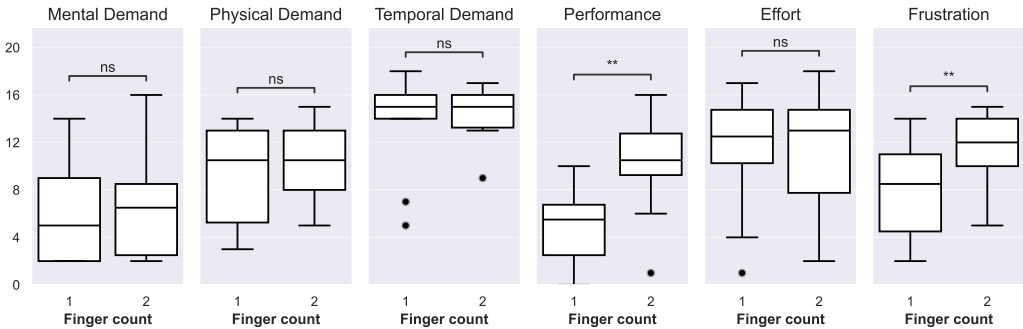 Mental Demand Physical Demand Temporal Demand Performance Effort Frustration
20
16
12
8
4
0
ns ns ns ** ns **
1 2 1 2 1 2 1 2 1 2 1 2
Finger count Finger count Finger count Finger count Finger count Finger count